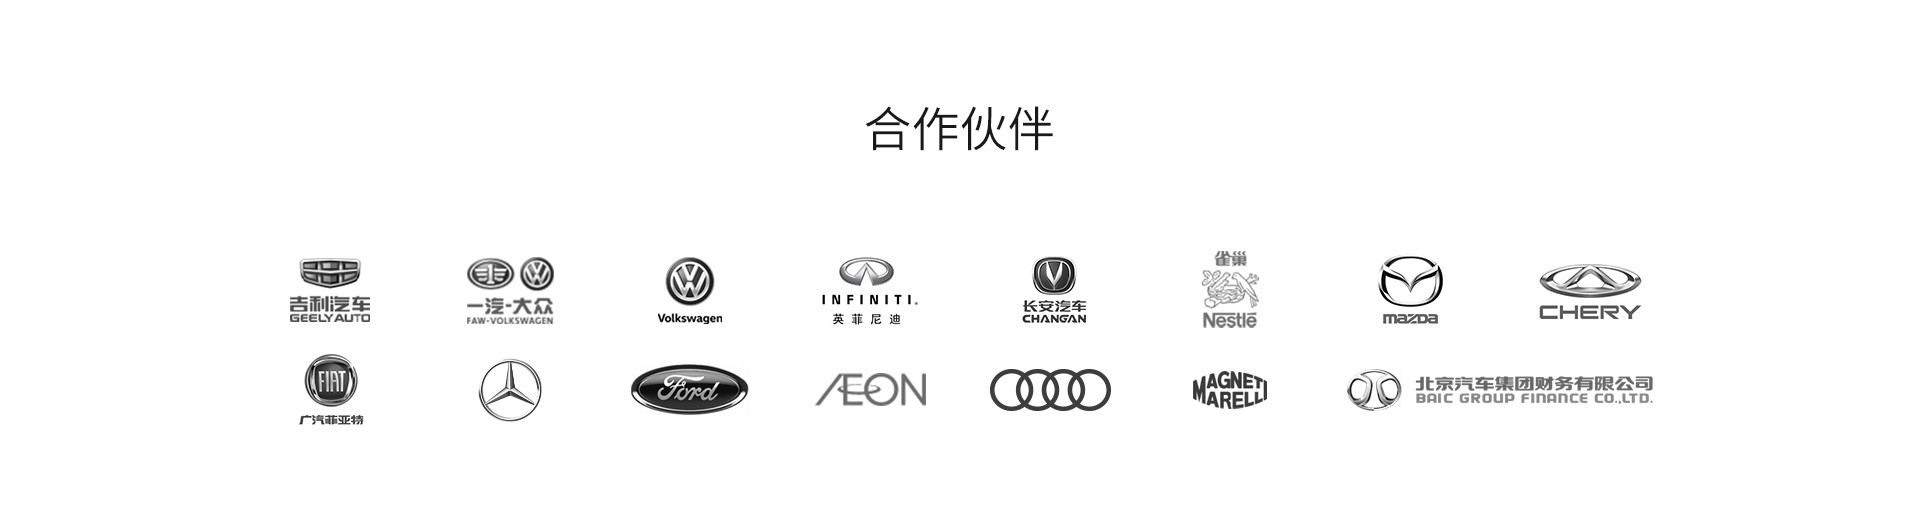 合作伙伴
吉利汽车
GEELY AUTO
一汽-大众
FAW-VOLKSWAGEN
Volkswagen
INFINITI®
英菲尼迪
长安汽车
CHANGAN
雀巢
Nestlé
mazda
CHERY
FIAT
广汽菲亚特
Ford
ÆON
MAGNETI
MARELLI
北京汽车集团财务有限公司
BAIC GROUP FINANCE CO.,LTD.